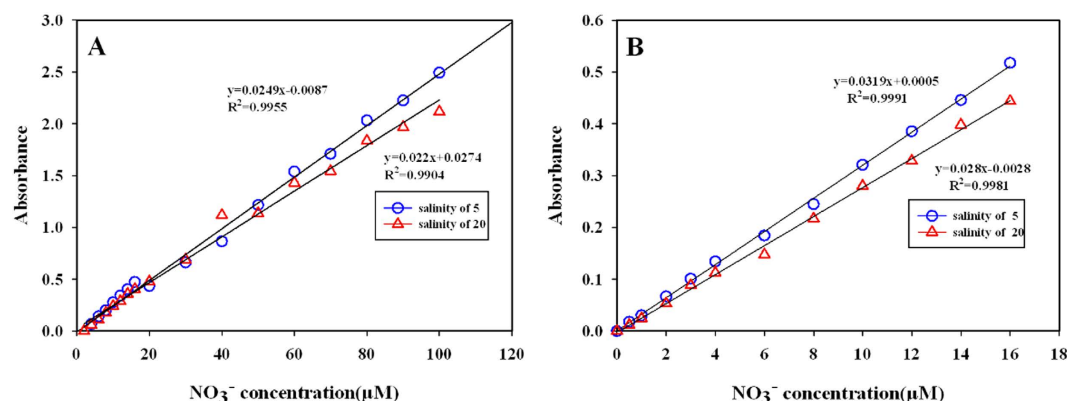 A
y=0.0249x-0.0087
R²=0.9955
y=0.022x+0.0274
R²=0.9904
salinity of 5
salinity of 20
Absorbance
3.0
2.5
2.0
1.5
1.0
0.5
0.0
0 20 40 60 80 100 120
NO₃⁻ concentration(µM)
B
y=0.0319x+0.0005
R²=0.9991
y=0.028x-0.0028
R²=0.9981
salinity of 5
salinity of 20
Absorbance
0.6
0.5
0.4
0.3
0.2
0.1
0.0
0 2 4 6 8 10 12 14 16 18
NO₃⁻ concentration(µM)